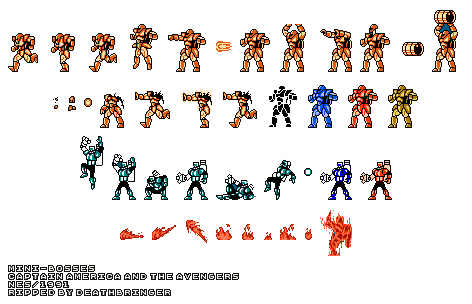 MINI-BOSSES
CAPTAIN AMERICA AND THE AVENGERS
NES/1991
RIPPED BY DEATHBRINGER